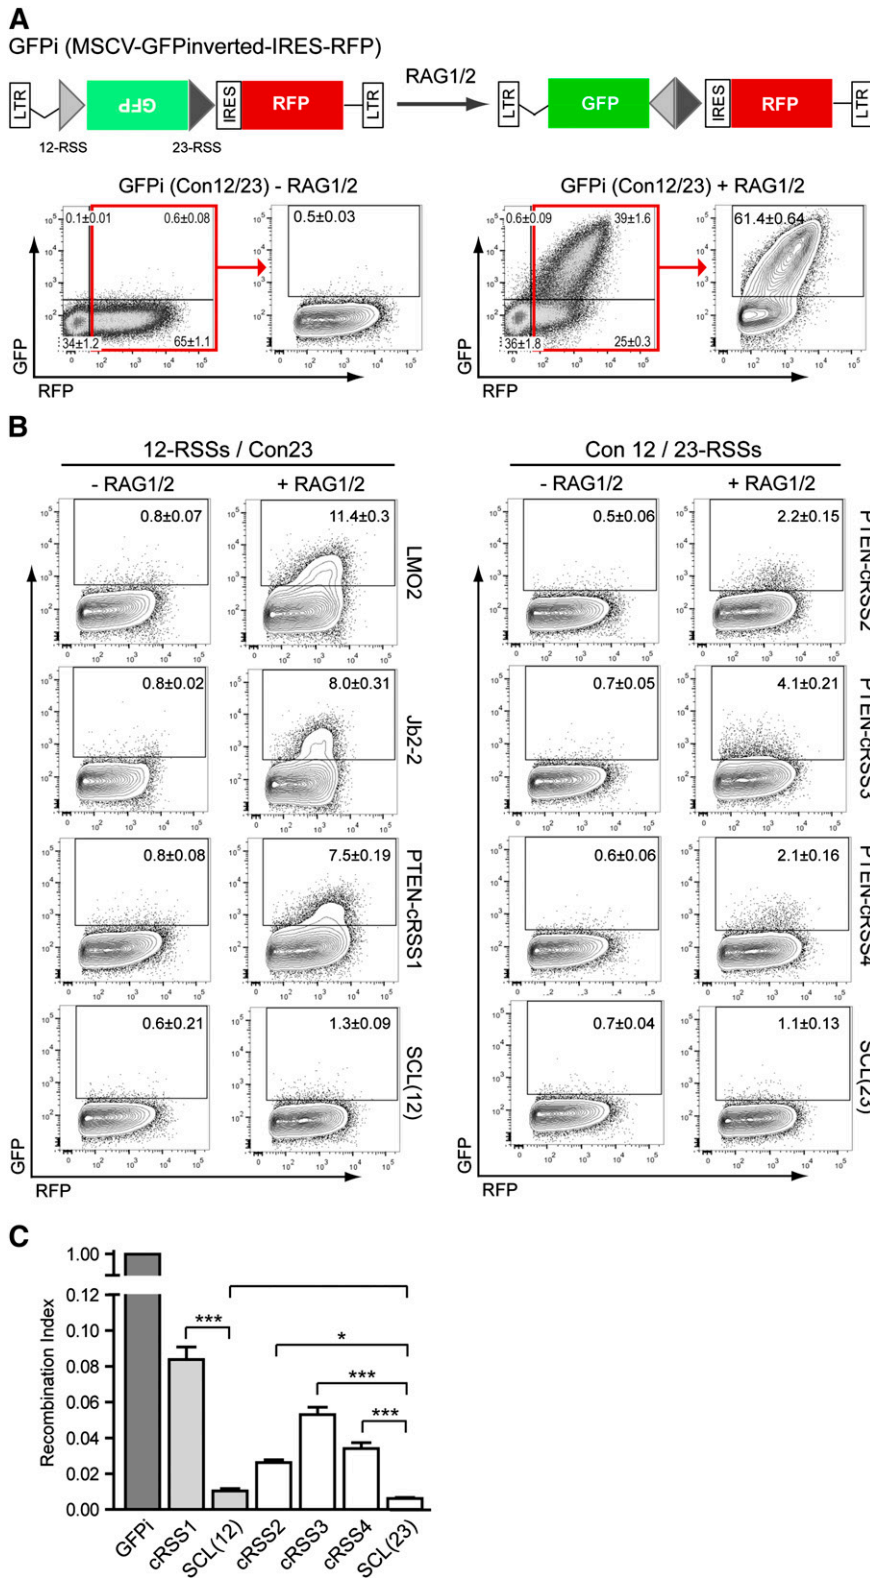 A
GFPi (MSCV-GFPinverted-IRES-RFP)
LTR GFP IRES RFP LTR RAG1/2 LTR GFP IRES RFP LTR
12-RSS 23-RSS
GFPi (Con12/23) - RAG1/2 GFPi (Con12/23) + RAG1/2
0.1±0.01 0.6±0.08 0.5±0.03 0.6±0.09 39±1.6 61.4±0.64
34±1.2 65±1.1 36±1.8 25±0.3
GFP
RFP
GFP
RFP
B
12-RSSs / Con23 Con 12 / 23-RSSs
- RAG1/2 + RAG1/2 - RAG1/2 + RAG1/2
0.8±0.07 11.4±0.3 LMO2 0.5±0.06 2.2±0.15 PTEN-cRSS2
0.8±0.02 8.0±0.31 Jb2-2 0.7±0.05 4.1±0.21 PTEN-cRSS3
0.8±0.08 7.5±0.19 PTEN-cRSS1 0.6±0.06 2.1±0.16 PTEN-cRSS4
0.6±0.21 1.3±0.09 SCL(12) 0.7±0.04 1.1±0.13 SCL(23)
GFP
RFP
GFP
RFP
C
Recombination Index
1.00
0.12
0.10
0.08
0.06
0.04
0.02
0.00
***
*
***
***
GFPi cRSS1 SCL(12) cRSS2 cRSS3 cRSS4 SCL(23)